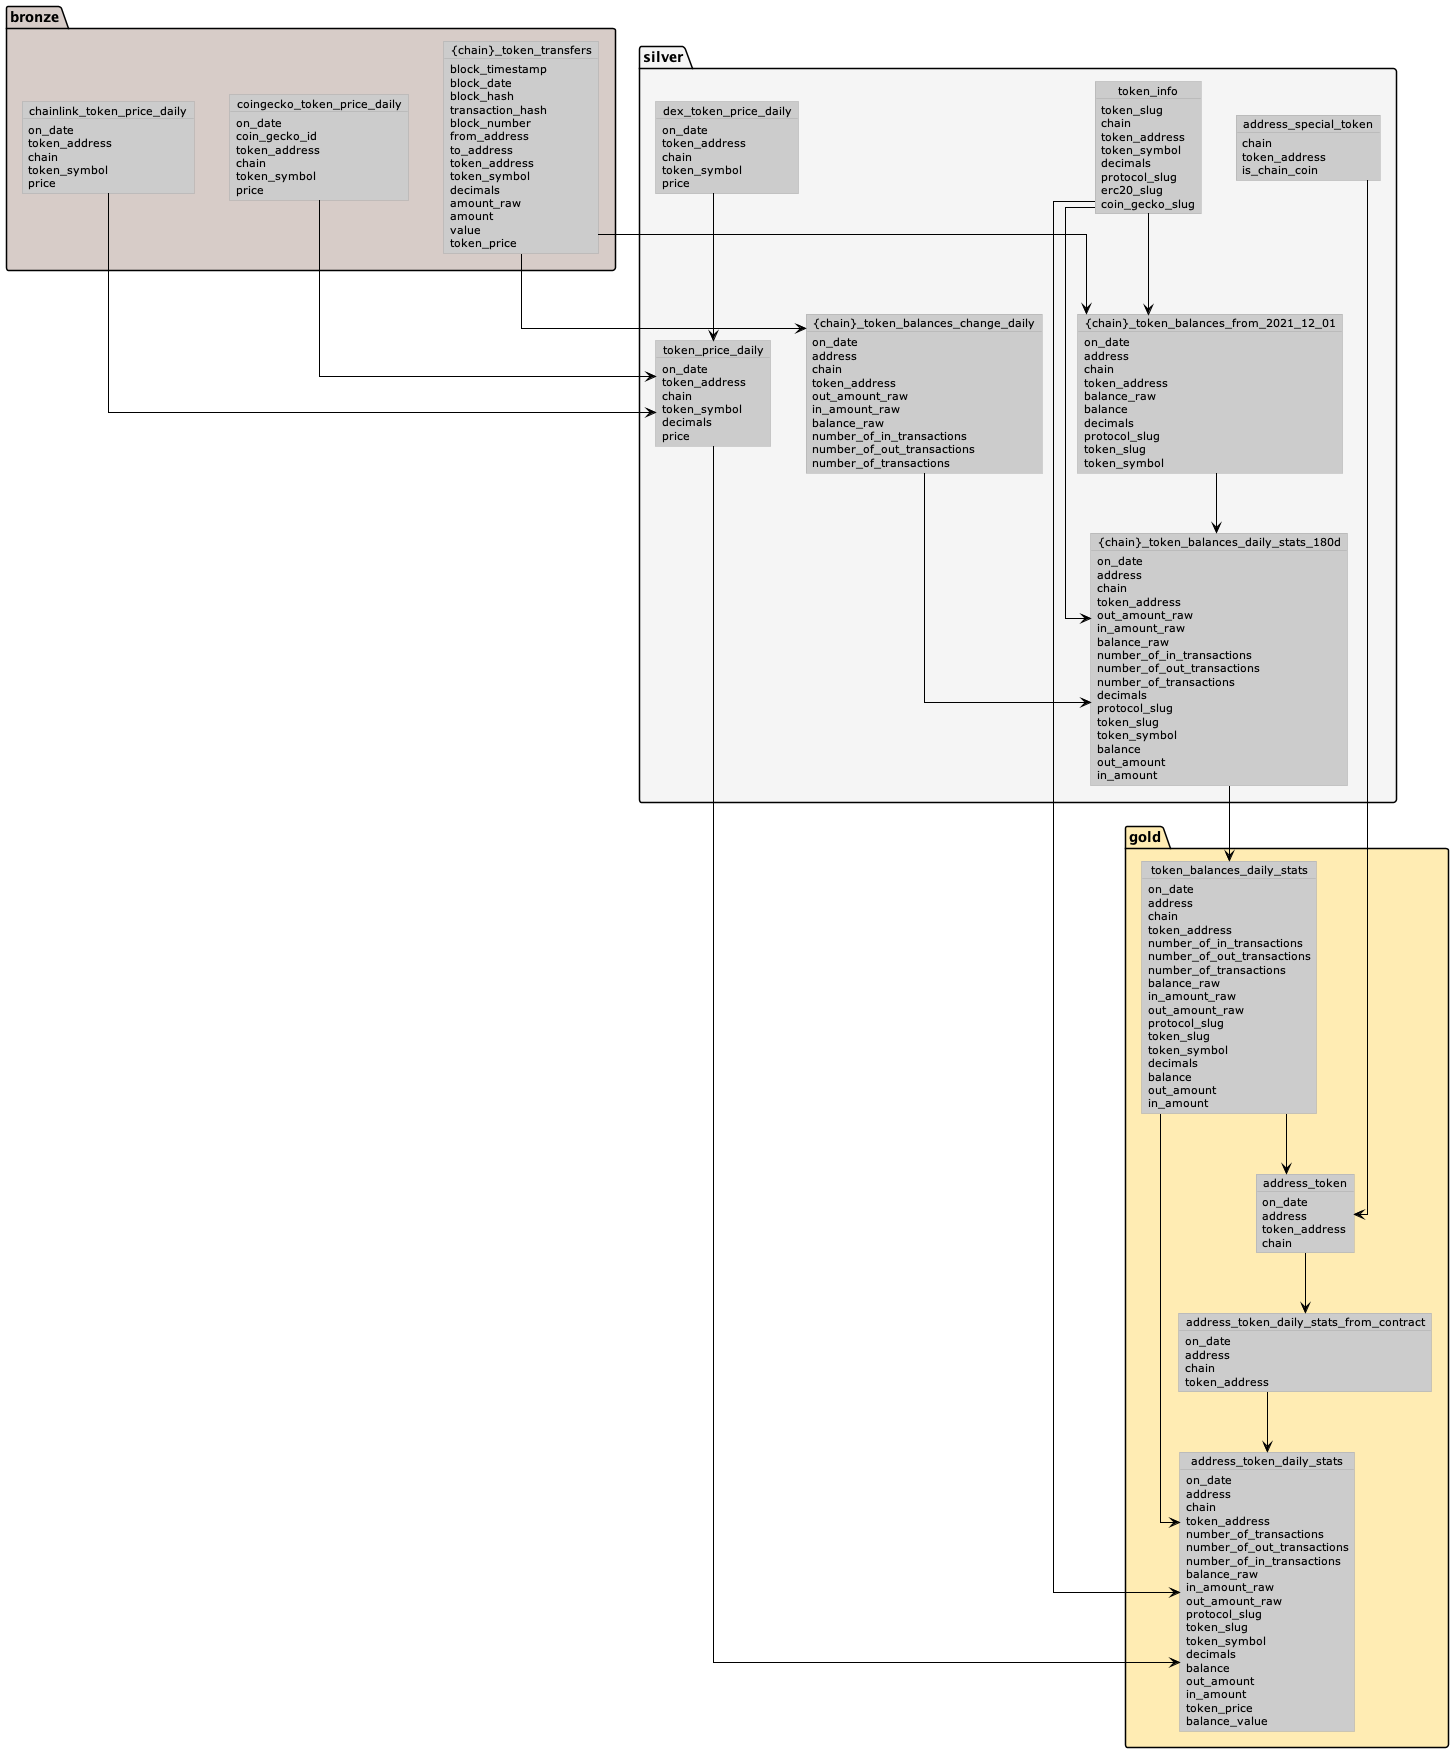 bronze
chainlink_token_price_daily
on_date
token_address
chain
token_symbol
price
coingecko_token_price_daily
on_date
coin_gecko_id
token_address
chain
token_symbol
price
{chain}_token_transfers
block_timestamp
block_date
block_hash
transaction_hash
block_number
from_address
to_address
token_address
token_symbol
decimals
amount_raw
amount
value
token_price
silver
dex_token_price_daily
on_date
token_address
chain
token_symbol
price
token_info
token_slug
chain
token_address
token_symbol
decimals
protocol_slug
erc20_slug
coin_gecko_slug
address_special_token
chain
token_address
is_chain_coin
token_price_daily
on_date
token_address
chain
token_symbol
decimals
price
{chain}_token_balances_change_daily
on_date
address
chain
token_address
out_amount_raw
in_amount_raw
balance_raw
number_of_in_transactions
number_of_out_transactions
number_of_transactions
{chain}_token_balances_from_2021_12_01
on_date
address
chain
token_address
balance_raw
balance
decimals
protocol_slug
token_slug
token_symbol
{chain}_token_balances_daily_stats_180d
on_date
address
chain
token_address
out_amount_raw
in_amount_raw
balance_raw
number_of_in_transactions
number_of_out_transactions
number_of_transactions
decimals
protocol_slug
token_slug
token_symbol
balance
out_amount
in_amount
gold
token_balances_daily_stats
on_date
address
chain
token_address
number_of_in_transactions
number_of_out_transactions
number_of_transactions
balance_raw
in_amount_raw
out_amount_raw
protocol_slug
token_slug
token_symbol
decimals
balance
out_amount
in_amount
address_token
on_date
address
token_address
chain
address_token_daily_stats_from_contract
on_date
address
chain
token_address
address_token_daily_stats
on_date
address
chain
token_address
number_of_transactions
number_of_out_transactions
number_of_in_transactions
balance_raw
in_amount_raw
out_amount_raw
protocol_slug
token_slug
token_symbol
decimals
balance
out_amount
in_amount
token_price
balance_value